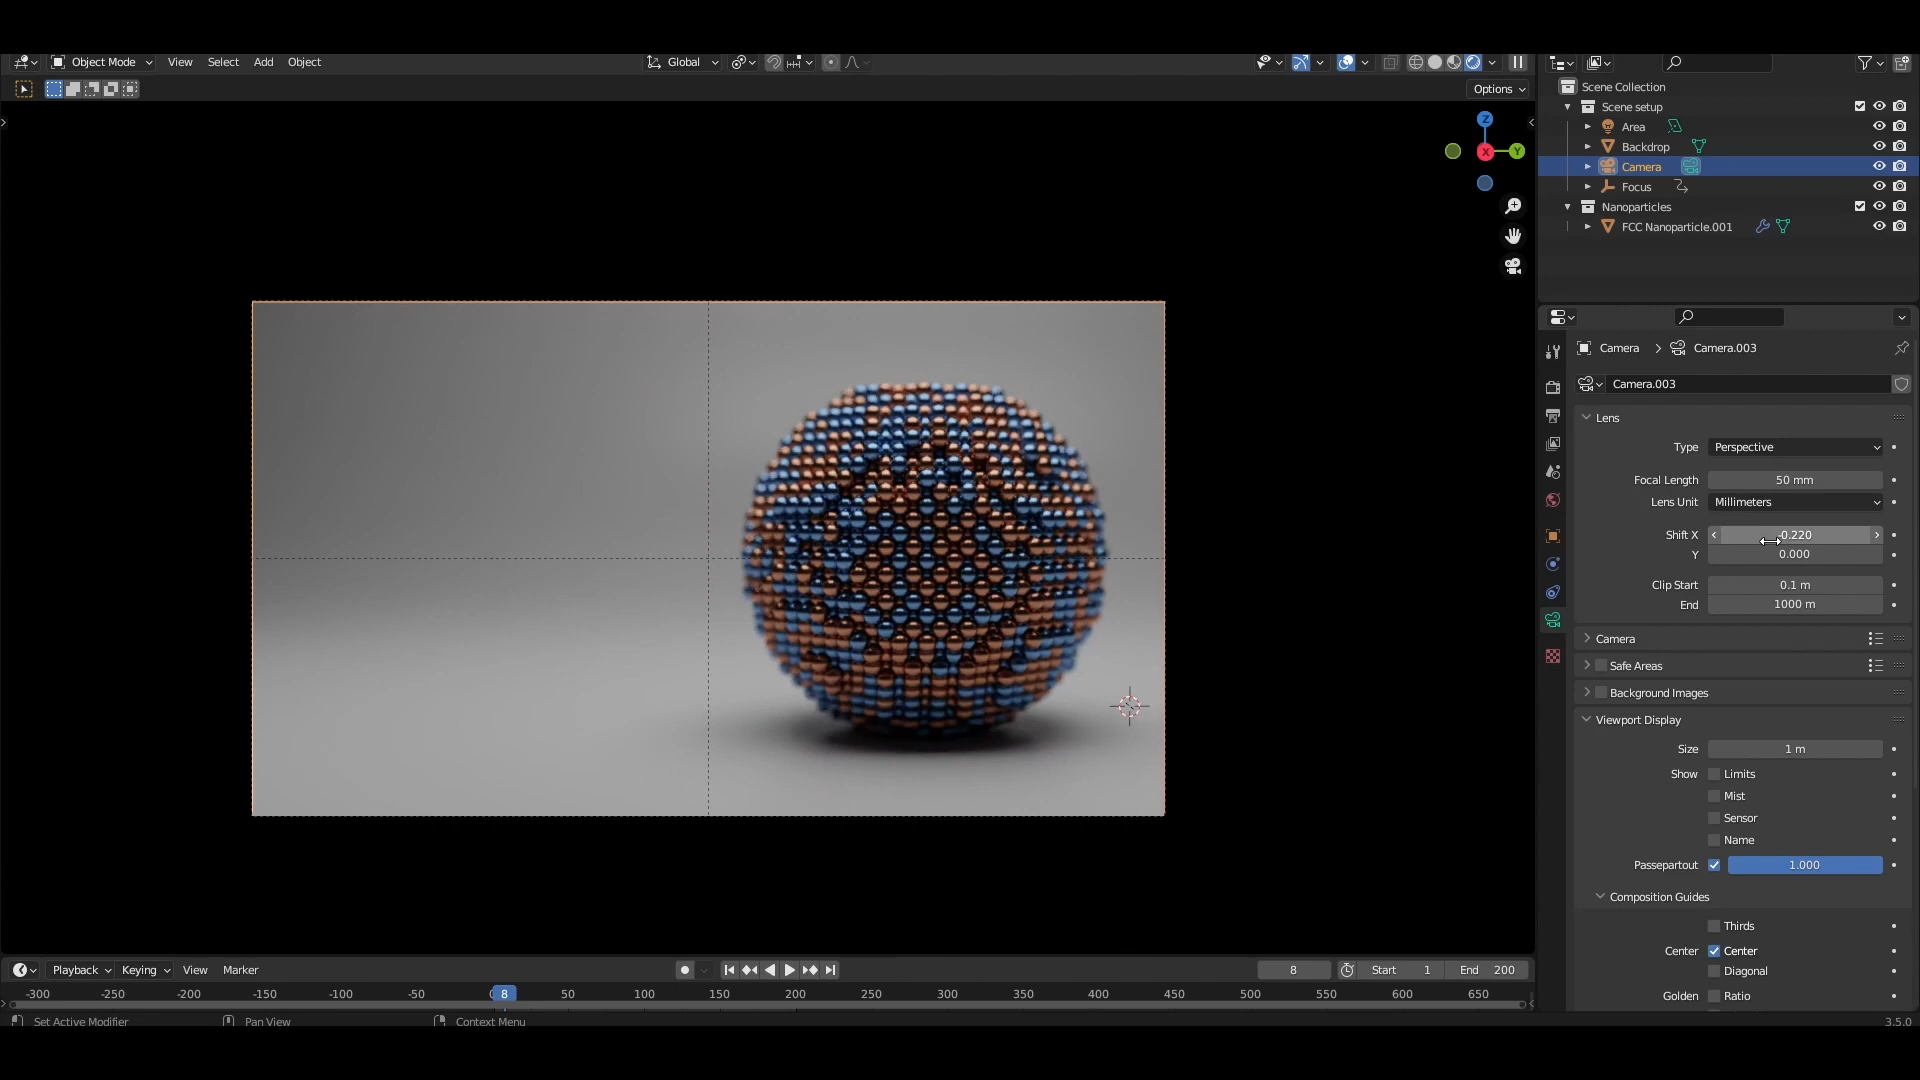 Object Mode View Select Add Object Global
Options
Z
X Y
Scene Collection
Scene setup
Area
Backdrop
Camera
Focus
Nanoparticles
FCC Nanoparticle.001
Camera > Camera.003
Camera.003
Lens
Type Perspective
Focal Length 50 mm
Lens Unit Millimeters
Shift X -0.220
Y 0.000
Clip Start 0.1 m
End 1000 m
Camera
Safe Areas
Background Images
Viewport Display
Size 1 m
Show Limits
Mist
Sensor
Name
Passepartout 1.000
Composition Guides
Thirds
Center Center
Diagonal
Golden Ratio
Playback Keying View Marker 8 Start 1 End 200
-300 -250 -200 -150 -100 -50 8 50 100 150 200 250 300 350 400 450 500 550 600 650
Set Active Modifier Pan View Context Menu 3.5.0